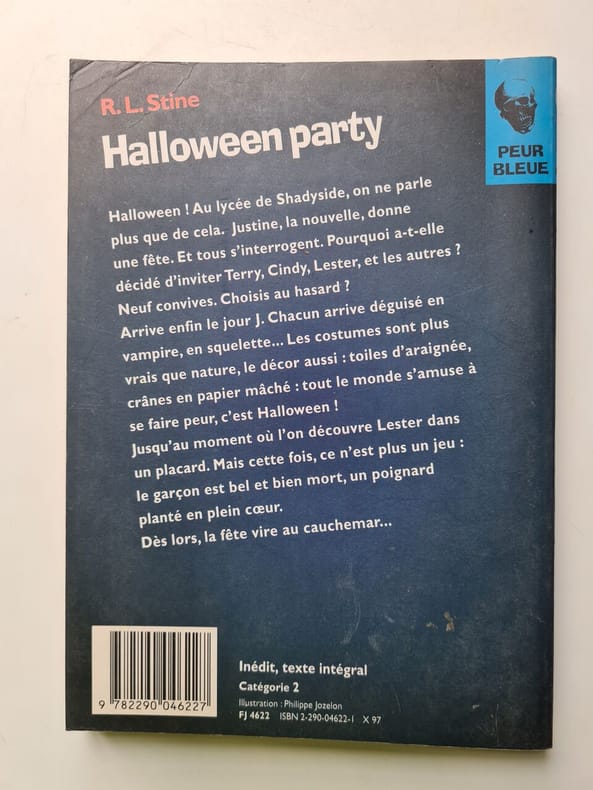 R. L. Stine
Halloween party
PEUR
BLEUE
Halloween ! Au lycée de Shadyside, on ne parle
plus que de cela. Justine, la nouvelle, donne
une fête. Et tous s'interrogent. Pourquoi a-t-elle
décidé d'inviter Terry, Cindy, Lester, et les autres ?
Neuf convives. Choisis au hasard ?
Arrive enfin le jour J. Chacun arrive déguisé en
vampire, en squelette... Les costumes sont plus
vrais que nature, le décor aussi : toiles d'araignée,
crânes en papier mâché : tout le monde s'amuse à
se faire peur, c'est Halloween !
Jusqu'au moment où l'on découvre Lester dans
un placard. Mais cette fois, ce n'est plus un jeu :
le garçon est bel et bien mort, un poignard
planté en plein cœur.
Dès lors, la fête vire au cauchemar...
9 782290 046227
Inédit, texte intégral
Catégorie 2
Illustration : Philippe Jozelon
FJ 4622 ISBN 2-290-04622-1 X 97